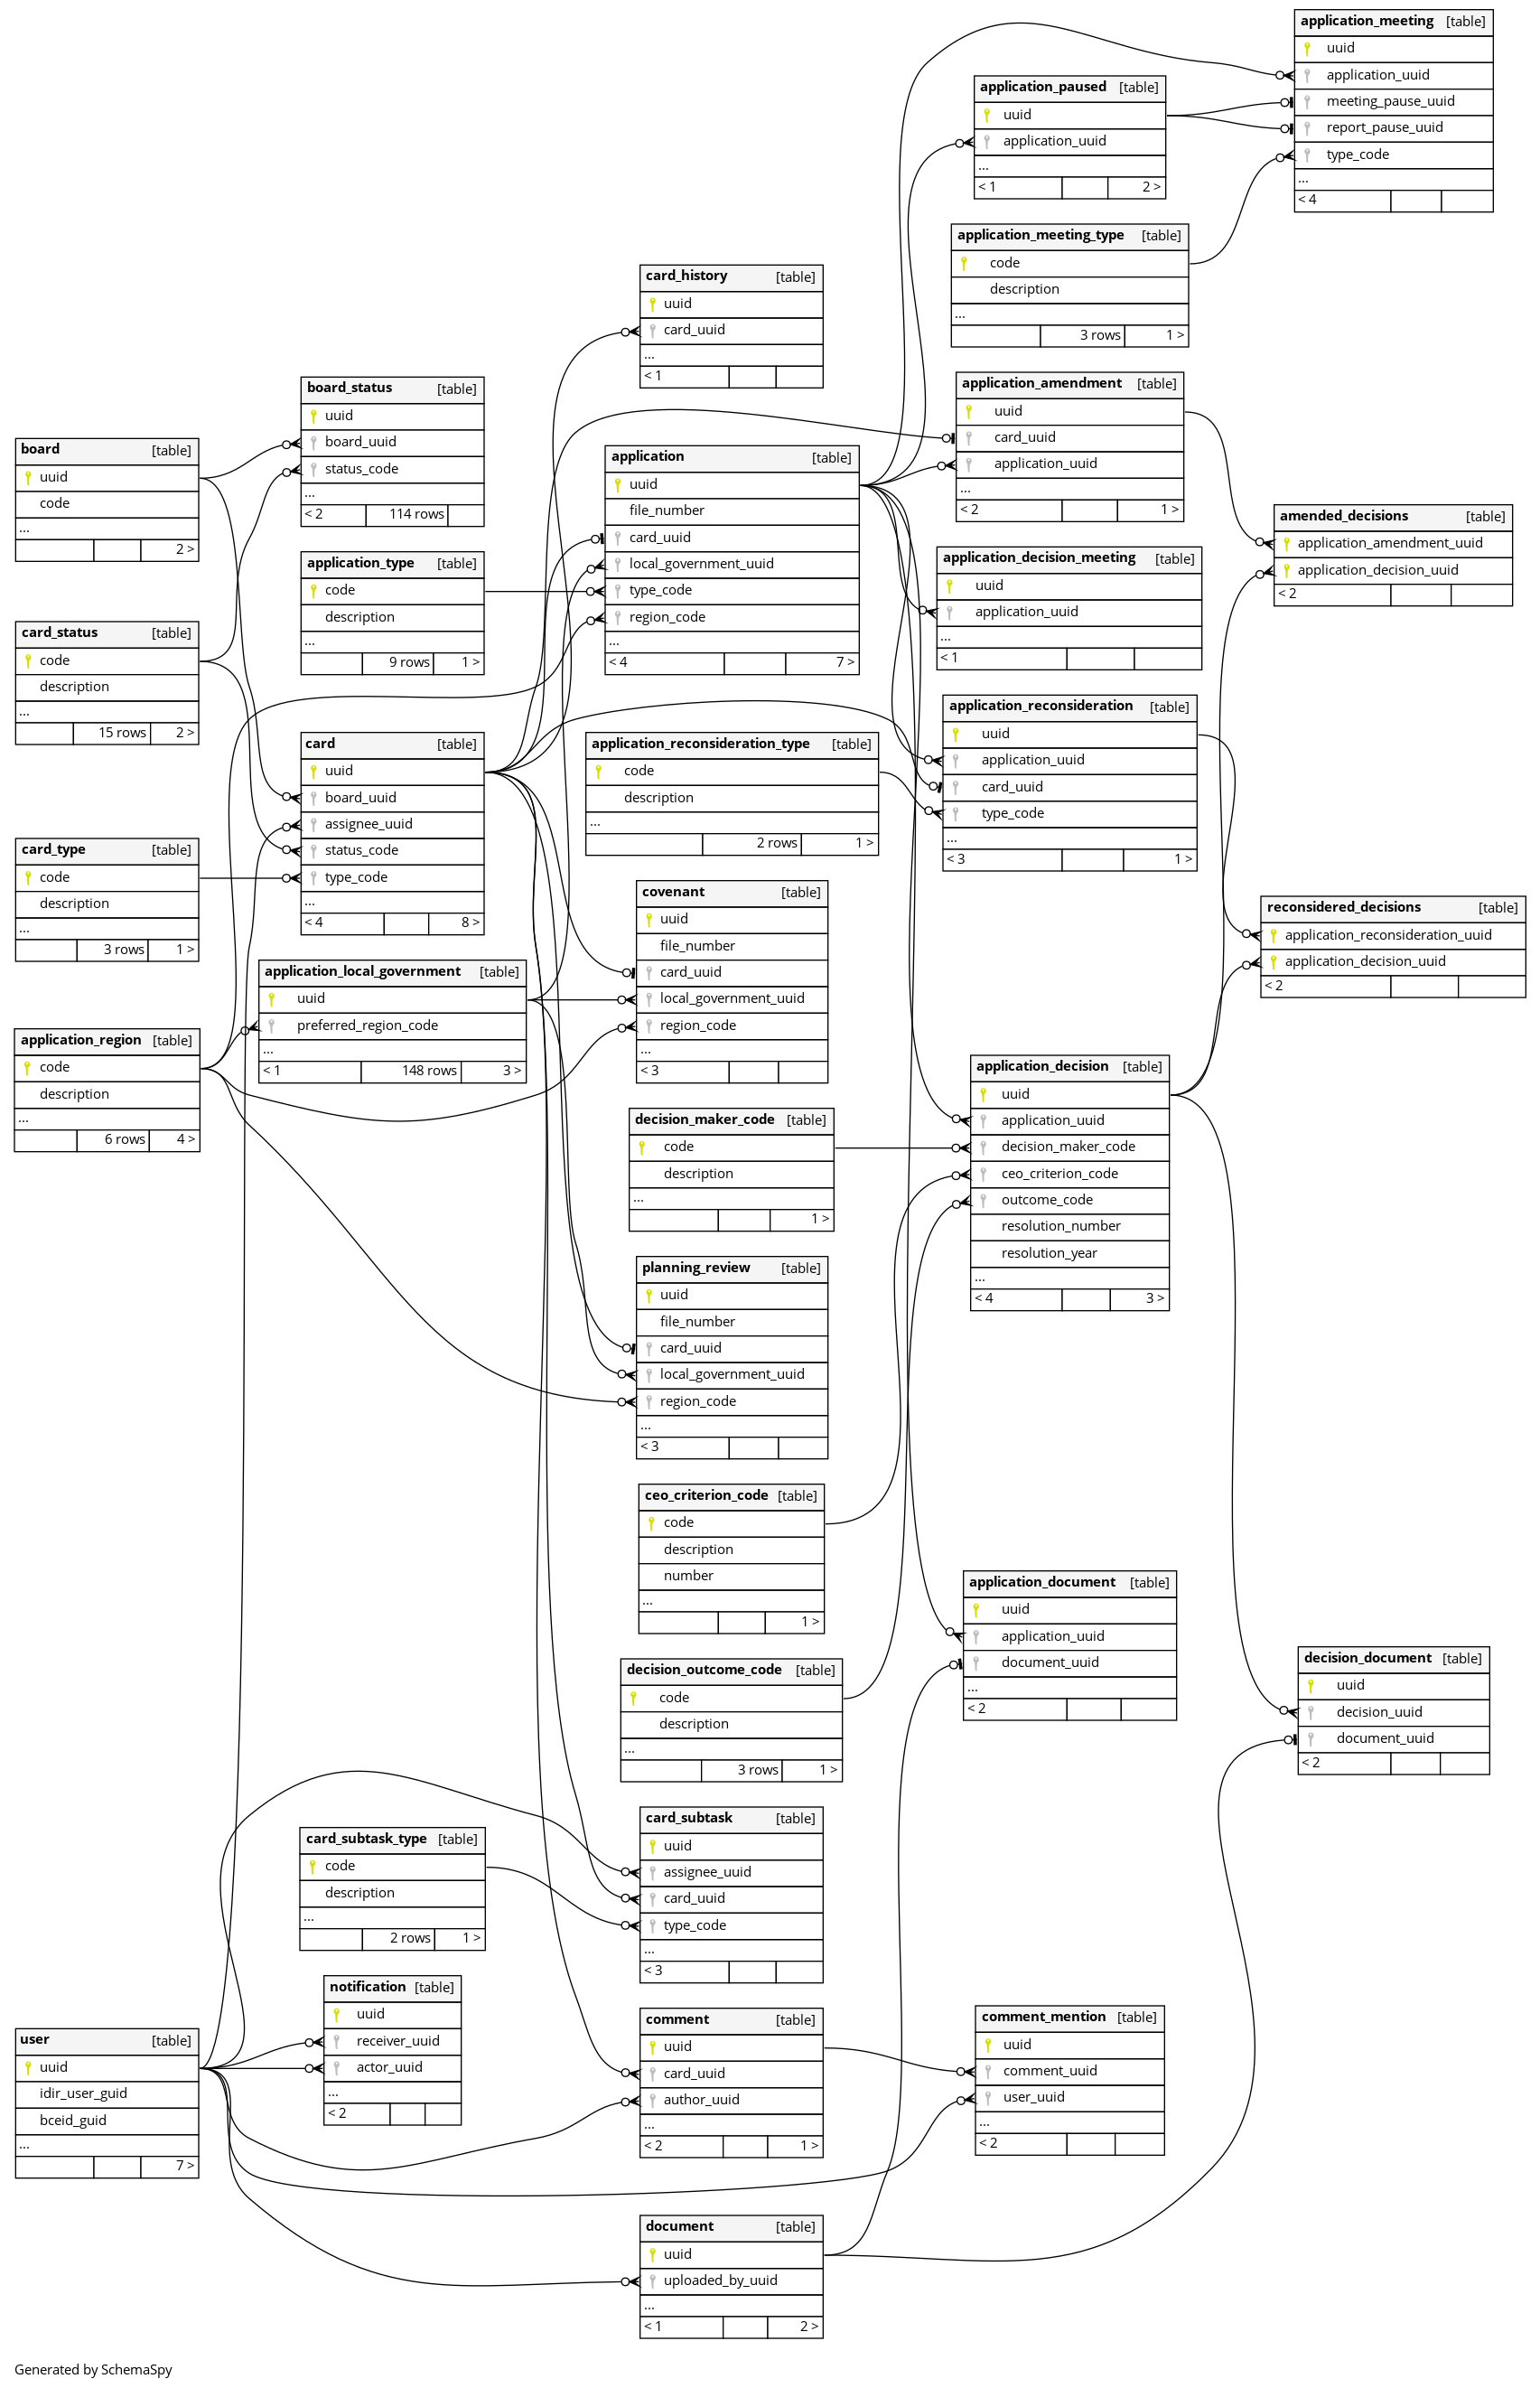 application_meeting [table]
uuid
application_uuid
meeting_pause_uuid
report_pause_uuid
type_code
...
< 4
application_paused [table]
uuid
application_uuid
...
< 1 2 >
application_meeting_type [table]
code
description
...
3 rows 1 >
card_history [table]
uuid
card_uuid
...
< 1
board_status [table]
uuid
board_uuid
status_code
...
< 2 114 rows
application_amendment [table]
uuid
card_uuid
application_uuid
...
< 2 1 >
board [table]
uuid
code
...
2 >
application [table]
uuid
file_number
card_uuid
local_government_uuid
type_code
region_code
...
< 4 7 >
amended_decisions [table]
application_amendment_uuid
application_decision_uuid
< 2
application_type [table]
code
description
...
9 rows 1 >
application_decision_meeting [table]
uuid
application_uuid
...
< 1
card_status [table]
code
description
...
15 rows 2 >
application_reconsideration [table]
uuid
application_uuid
card_uuid
type_code
...
< 3 1 >
card [table]
uuid
board_uuid
assignee_uuid
status_code
type_code
...
< 4 8 >
application_reconsideration_type [table]
code
description
...
2 rows 1 >
card_type [table]
code
description
...
3 rows 1 >
covenant [table]
uuid
file_number
card_uuid
local_government_uuid
region_code
...
< 3
reconsidered_decisions [table]
application_reconsideration_uuid
application_decision_uuid
< 2
application_local_government [table]
uuid
preferred_region_code
...
< 1 148 rows 3 >
application_region [table]
code
description
...
6 rows 4 >
application_decision [table]
uuid
application_uuid
decision_maker_code
ceo_criterion_code
outcome_code
resolution_number
resolution_year
...
< 4 3 >
decision_maker_code [table]
code
description
...
1 >
planning_review [table]
uuid
file_number
card_uuid
local_government_uuid
region_code
...
< 3
ceo_criterion_code [table]
code
description
number
...
1 >
application_document [table]
uuid
application_uuid
document_uuid
...
< 2
decision_document [table]
uuid
decision_uuid
document_uuid
< 2
decision_outcome_code [table]
code
description
...
3 rows 1 >
card_subtask [table]
uuid
assignee_uuid
card_uuid
type_code
...
< 3
card_subtask_type [table]
code
description
...
2 rows 1 >
notification [table]
uuid
receiver_uuid
actor_uuid
...
< 2
user [table]
uuid
idir_user_guid
bceid_guid
...
7 >
comment [table]
uuid
card_uuid
author_uuid
...
< 2 1 >
comment_mention [table]
uuid
comment_uuid
user_uuid
...
< 2
document [table]
uuid
uploaded_by_uuid
...
< 1 2 >
Generated by SchemaSpy